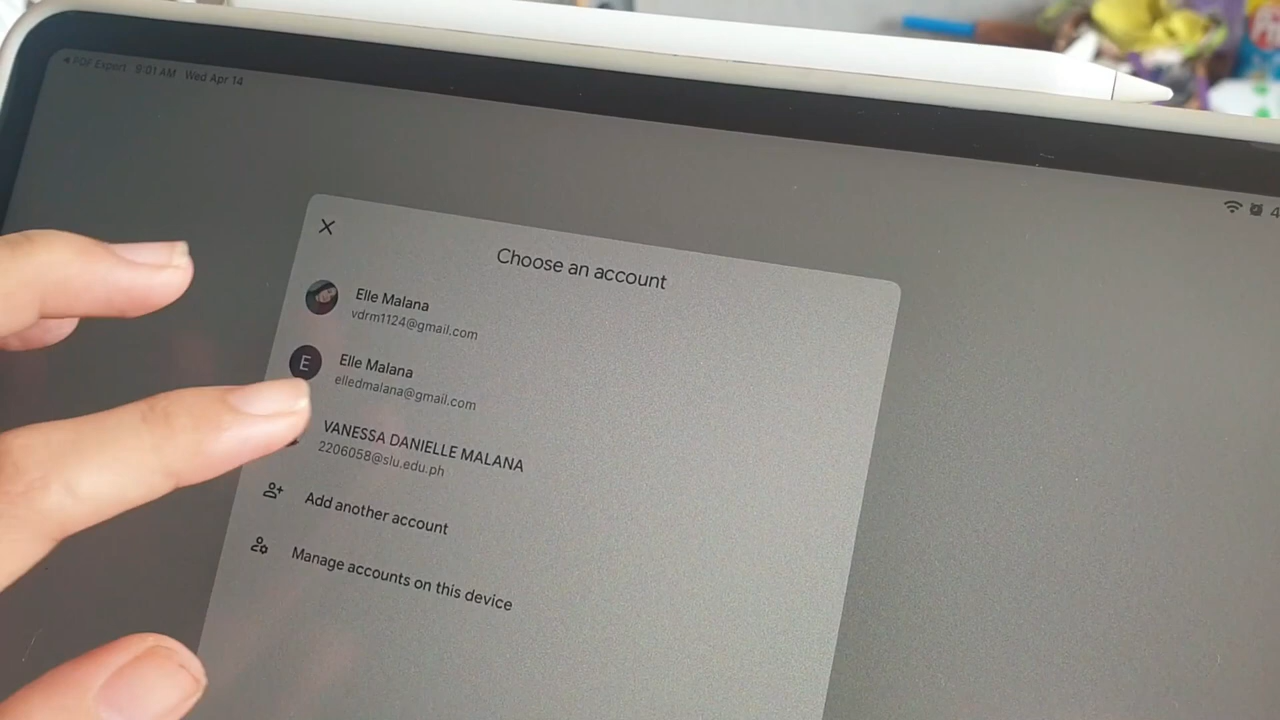 ◀ PDF Expert 9:01 AM Wed Apr 14
Choose an account
Elle Malana
vdrm1124@gmail.com
E
Elle Malana
elledmalana@gmail.com
VANESSA DANIELLE MALANA
2206058@slu.edu.ph
Add another account
Manage accounts on this device